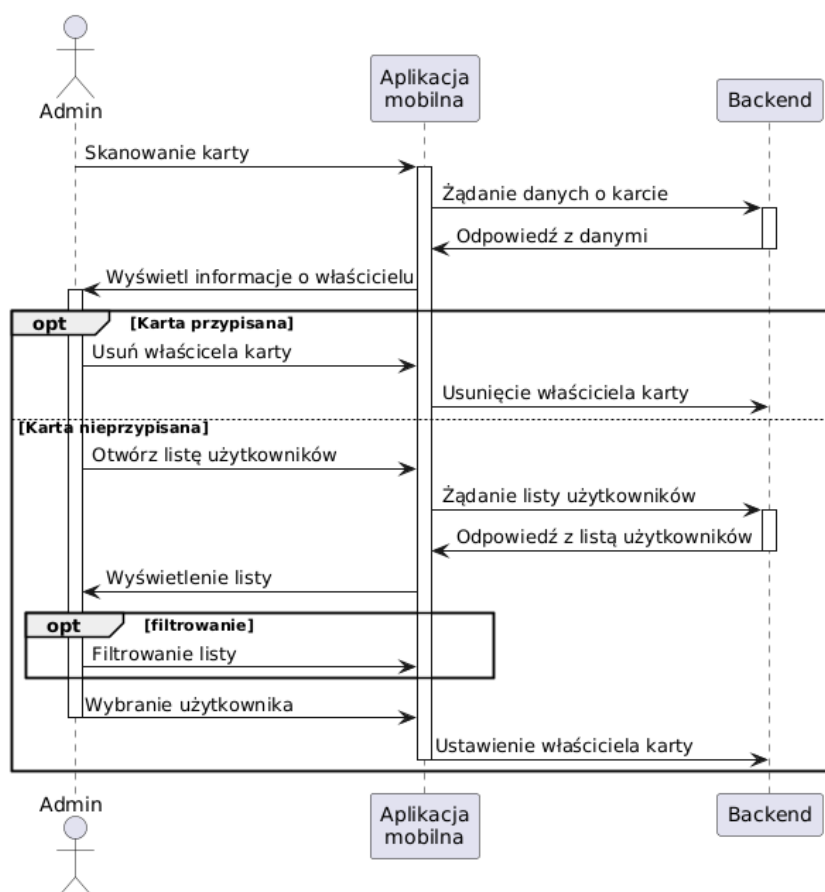 Admin
Aplikacja
mobilna
Backend
Skanowanie karty
Żądanie danych o karcie
Odpowiedź z danymi
Wyświetl informacje o właścicielu
opt [Karta przypisana]
Usuń właścicela karty
Usunięcie właściciela karty
[Karta nieprzypisana]
Otwórz listę użytkowników
Żądanie listy użytkowników
Odpowiedź z listą użytkowników
Wyświetlenie listy
opt [filtrowanie]
Filtrowanie listy
Wybranie użytkownika
Ustawienie właściciela karty
Admin
Aplikacja
mobilna
Backend